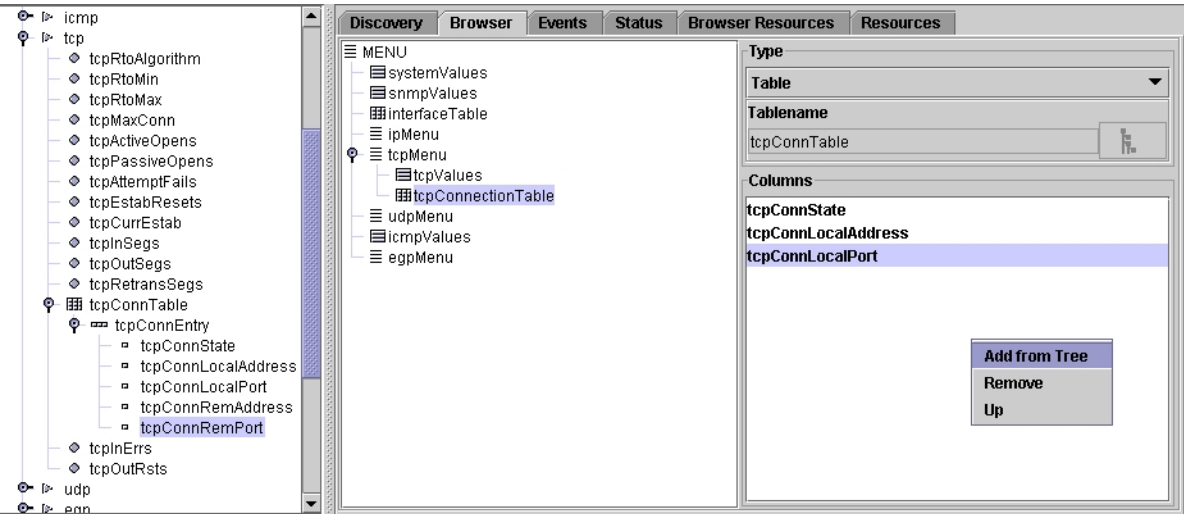 icmp
tcp
tcpRtoAlgorithm
tcpRtoMin
tcpRtoMax
tcpMaxConn
tcpActiveOpens
tcpPassiveOpens
tcpAttemptFails
tcpEstabResets
tcpCurrEstab
tcpInSegs
tcpOutSegs
tcpRetransSegs
tcpConnTable
tcpConnEntry
tcpConnState
tcpConnLocalAddress
tcpConnLocalPort
tcpConnRemAddress
tcpConnRemPort
tcpInErrs
tcpOutRsts
udp
egp
Discovery Browser Events Status Browser Resources Resources
MENU
systemValues
snmpValues
interfaceTable
ipMenu
tcpMenu
tcpValues
tcpConnectionTable
udpMenu
icmpValues
egpMenu
Type
Table
Tablename
tcpConnTable
Columns
tcpConnState
tcpConnLocalAddress
tcpConnLocalPort
Add from Tree
Remove
Up